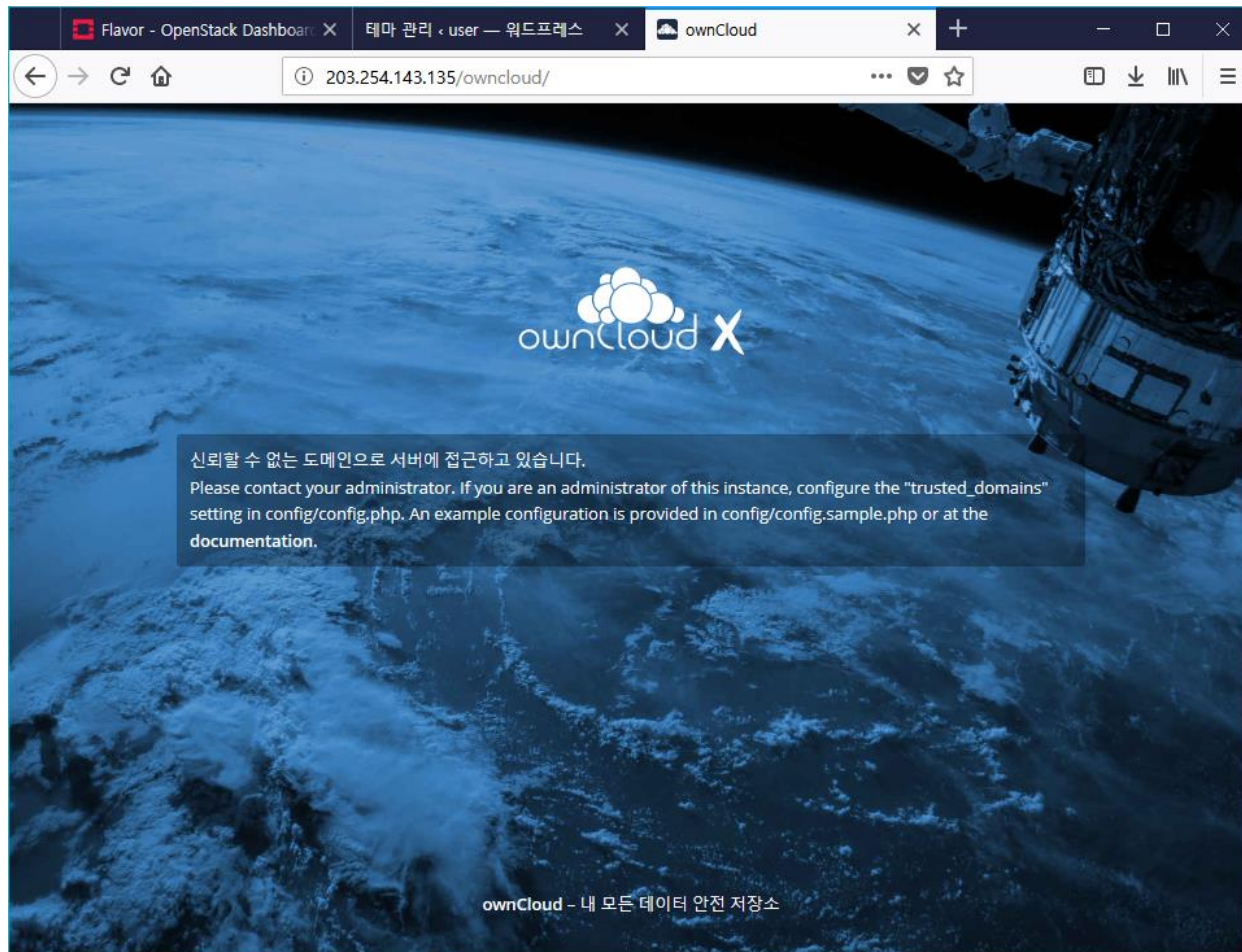 Flavor - OpenStack Dashboar
테마 관리 ‹ user — 워드프레스
ownCloud
203.254.143.135/owncloud/
ownCloud X
신뢰할 수 없는 도메인으로 서버에 접근하고 있습니다.
Please contact your administrator. If you are an administrator of this instance, configure the "trusted_domains"
setting in config/config.php. An example configuration is provided in config/config.sample.php or at the
documentation.
ownCloud – 내 모든 데이터 안전 저장소